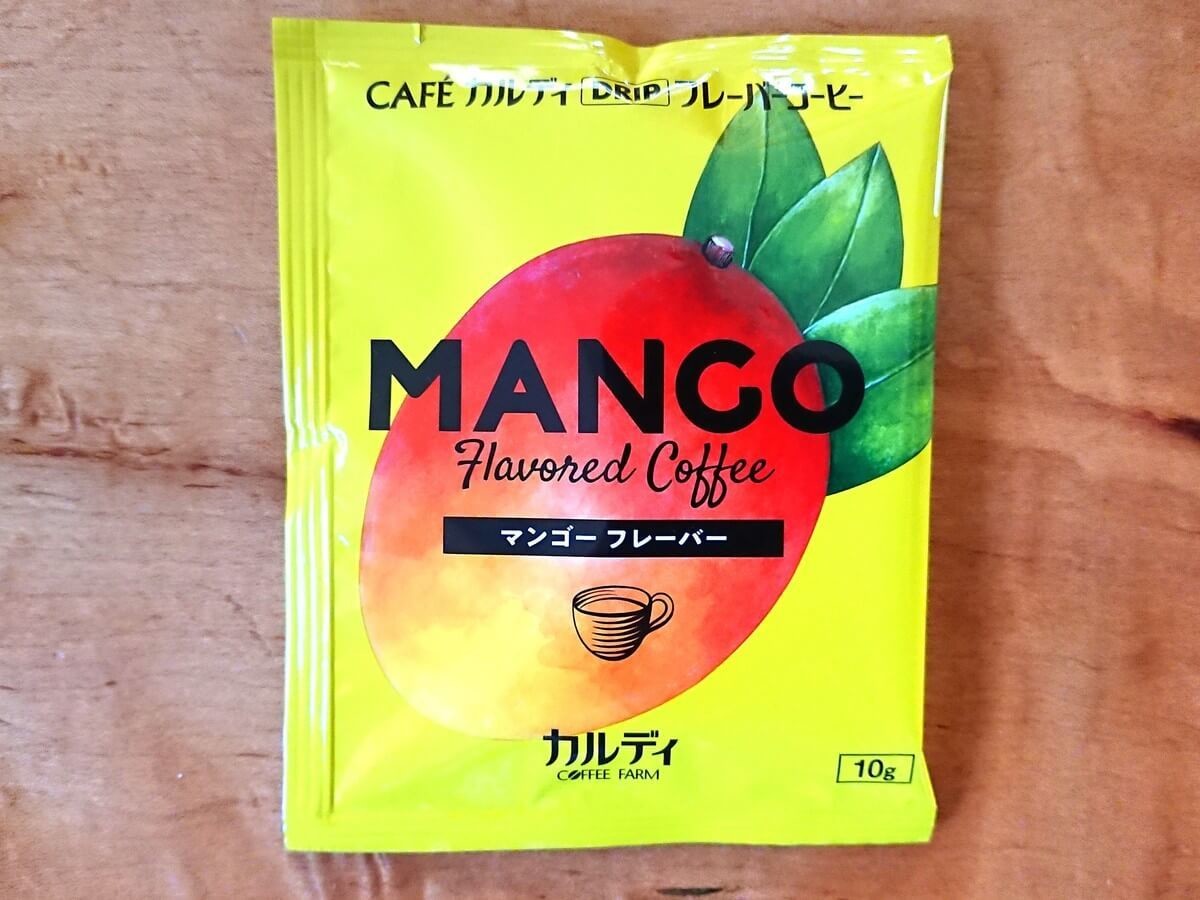 CAFÉ カルディ DRIP フレーバーコーヒー
MANGO
Flavored Coffee
マンゴー フレーバー
カルディ
COFFEE FARM
10g